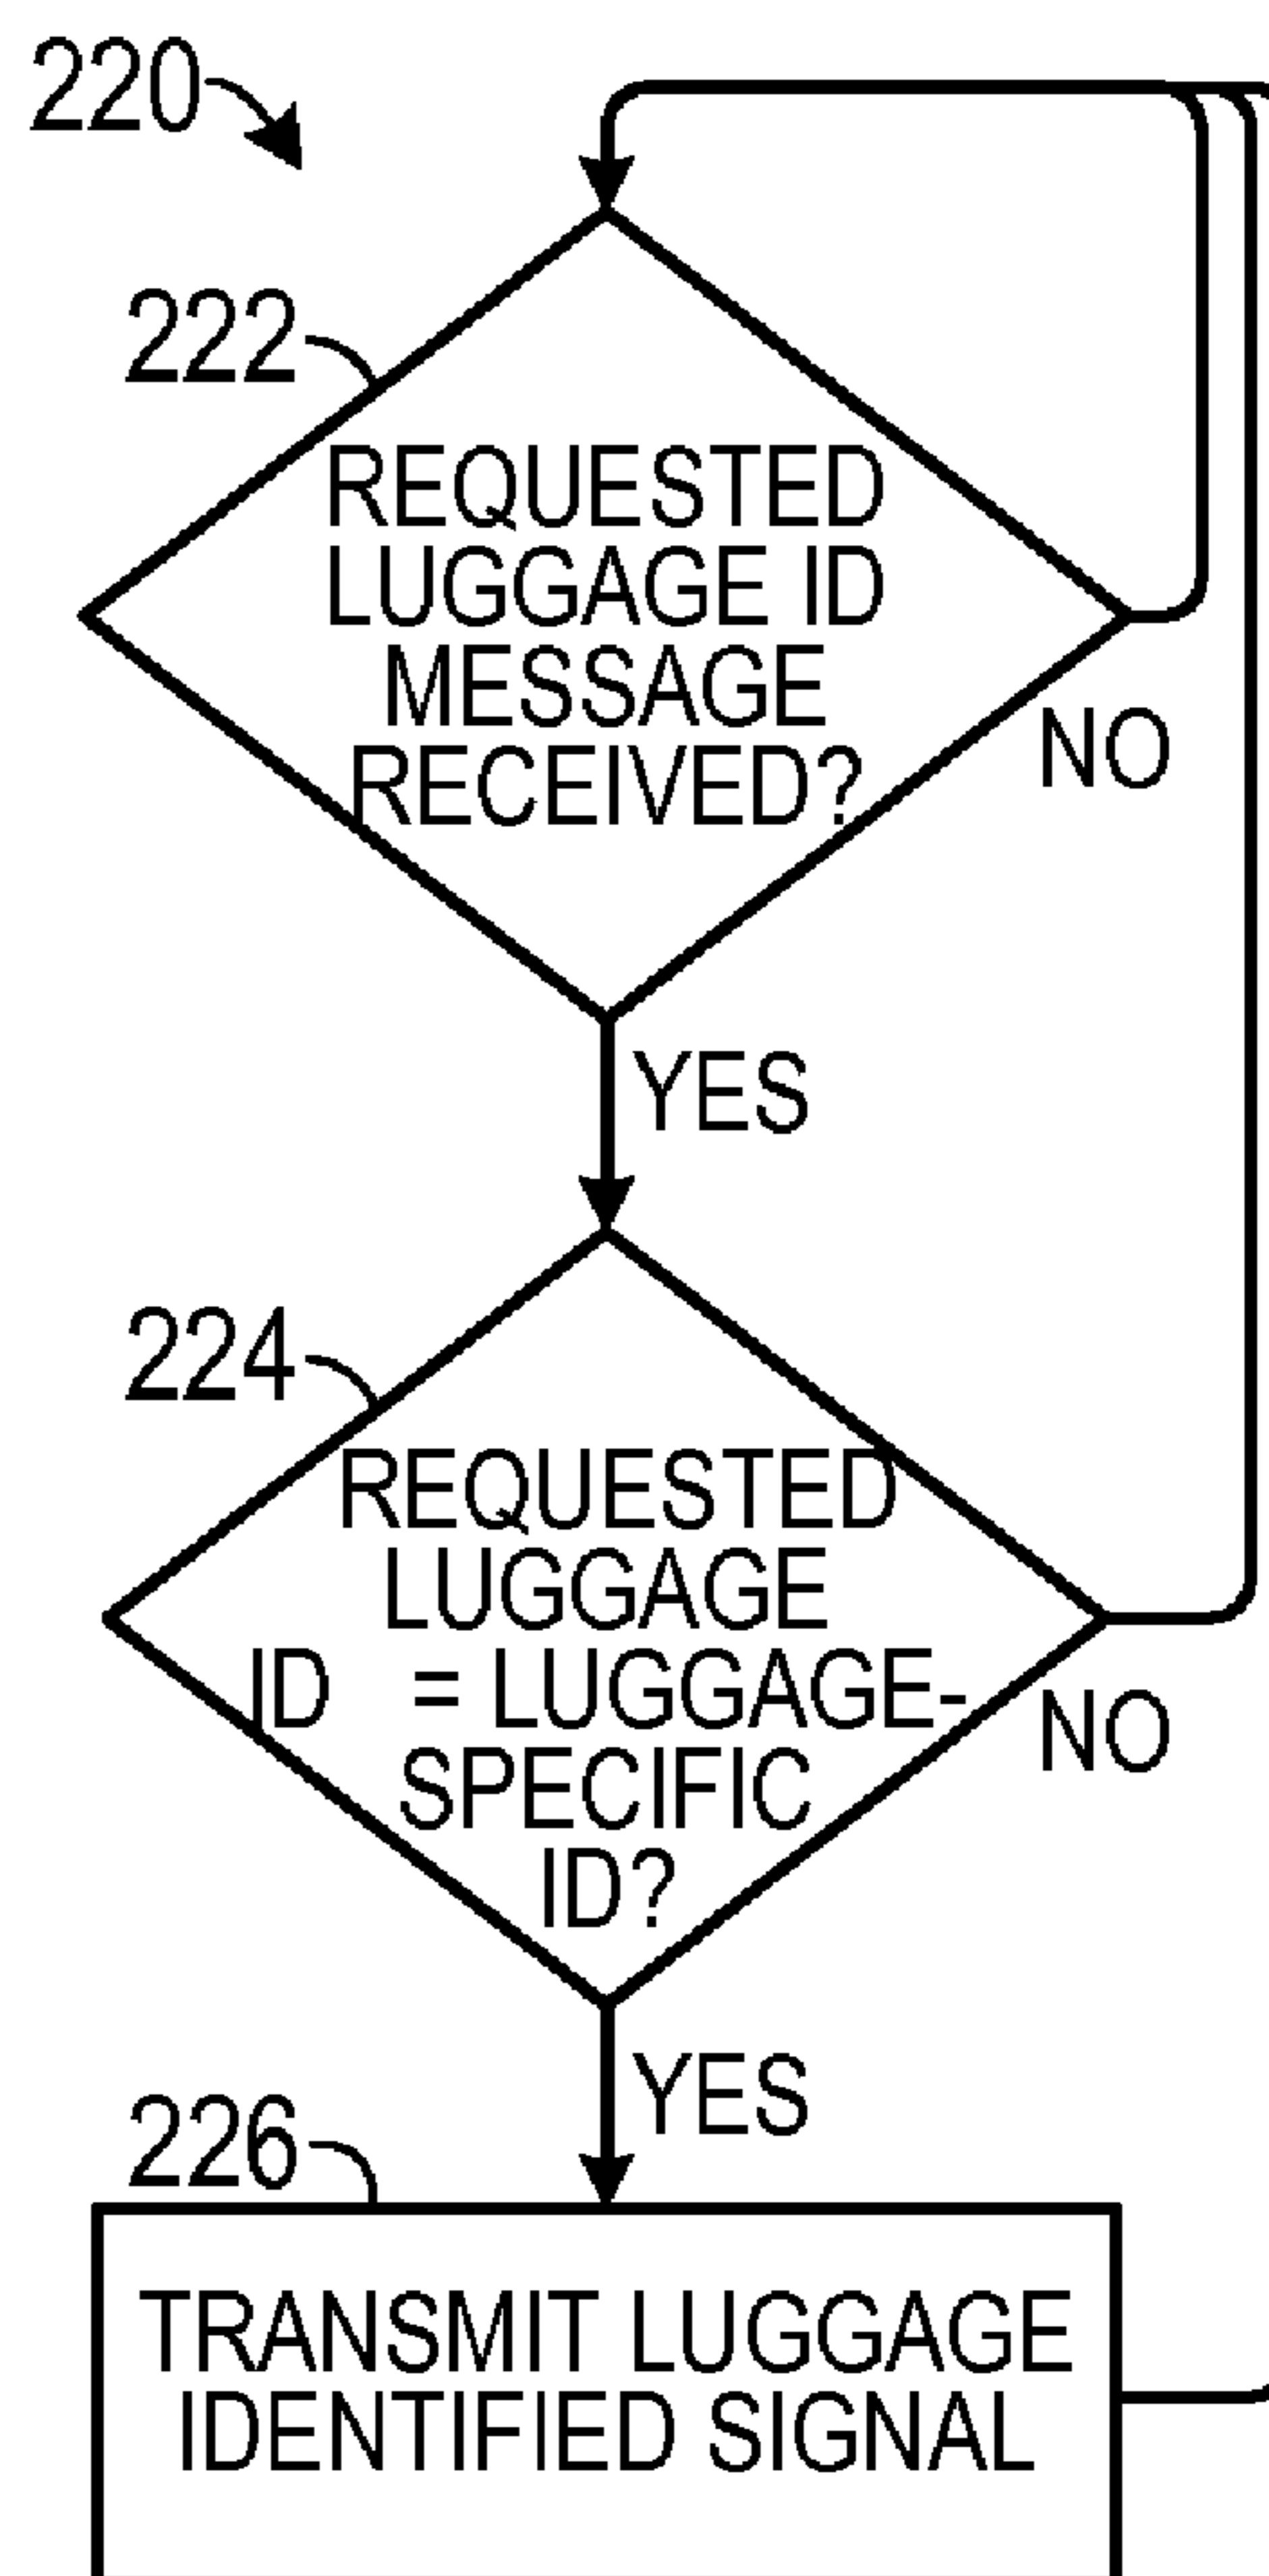 220
222
REQUESTED
LUGGAGE ID
MESSAGE
RECEIVED?
NO
YES
224
REQUESTED
LUGGAGE
ID = LUGGAGE-
SPECIFIC
ID?
NO
YES
226
TRANSMIT LUGGAGE
IDENTIFIED SIGNAL